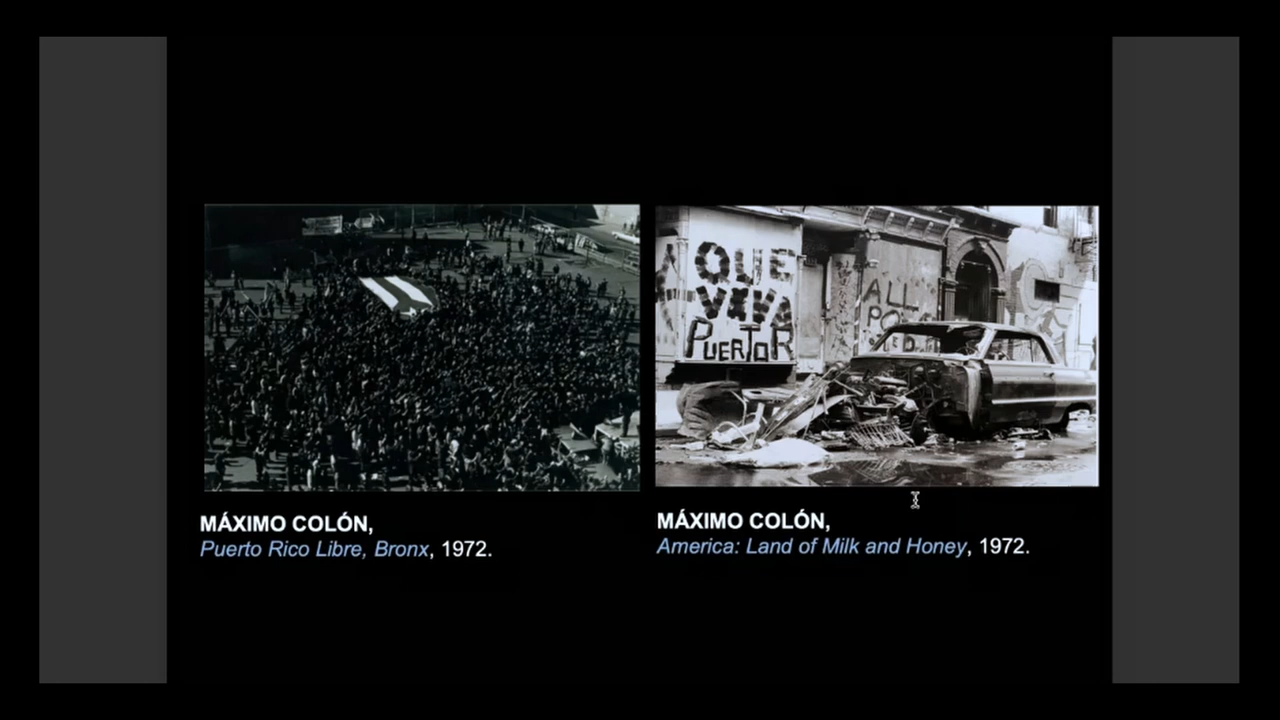 MÁXIMO COLÓN,
Puerto Rico Libre, Bronx, 1972.
QUE
VIVA
PUERTOR
ALL
MÁXIMO COLÓN,
America: Land of Milk and Honey, 1972.